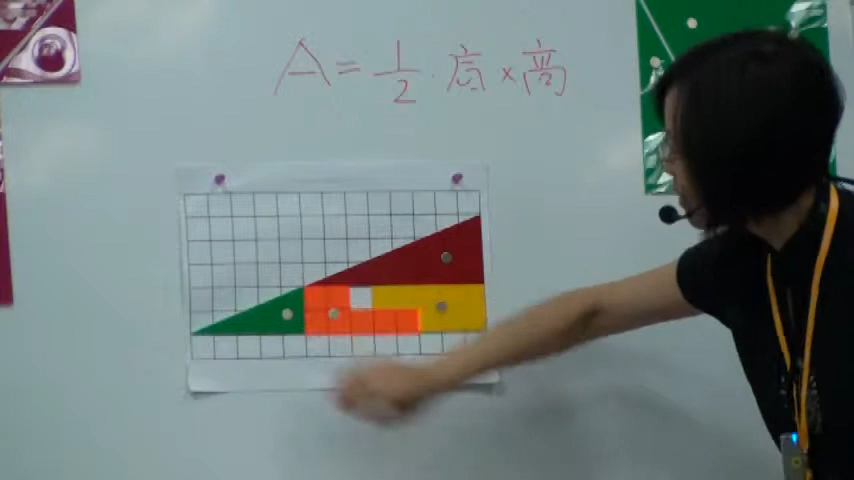 A = 1/2 · 底 × 高